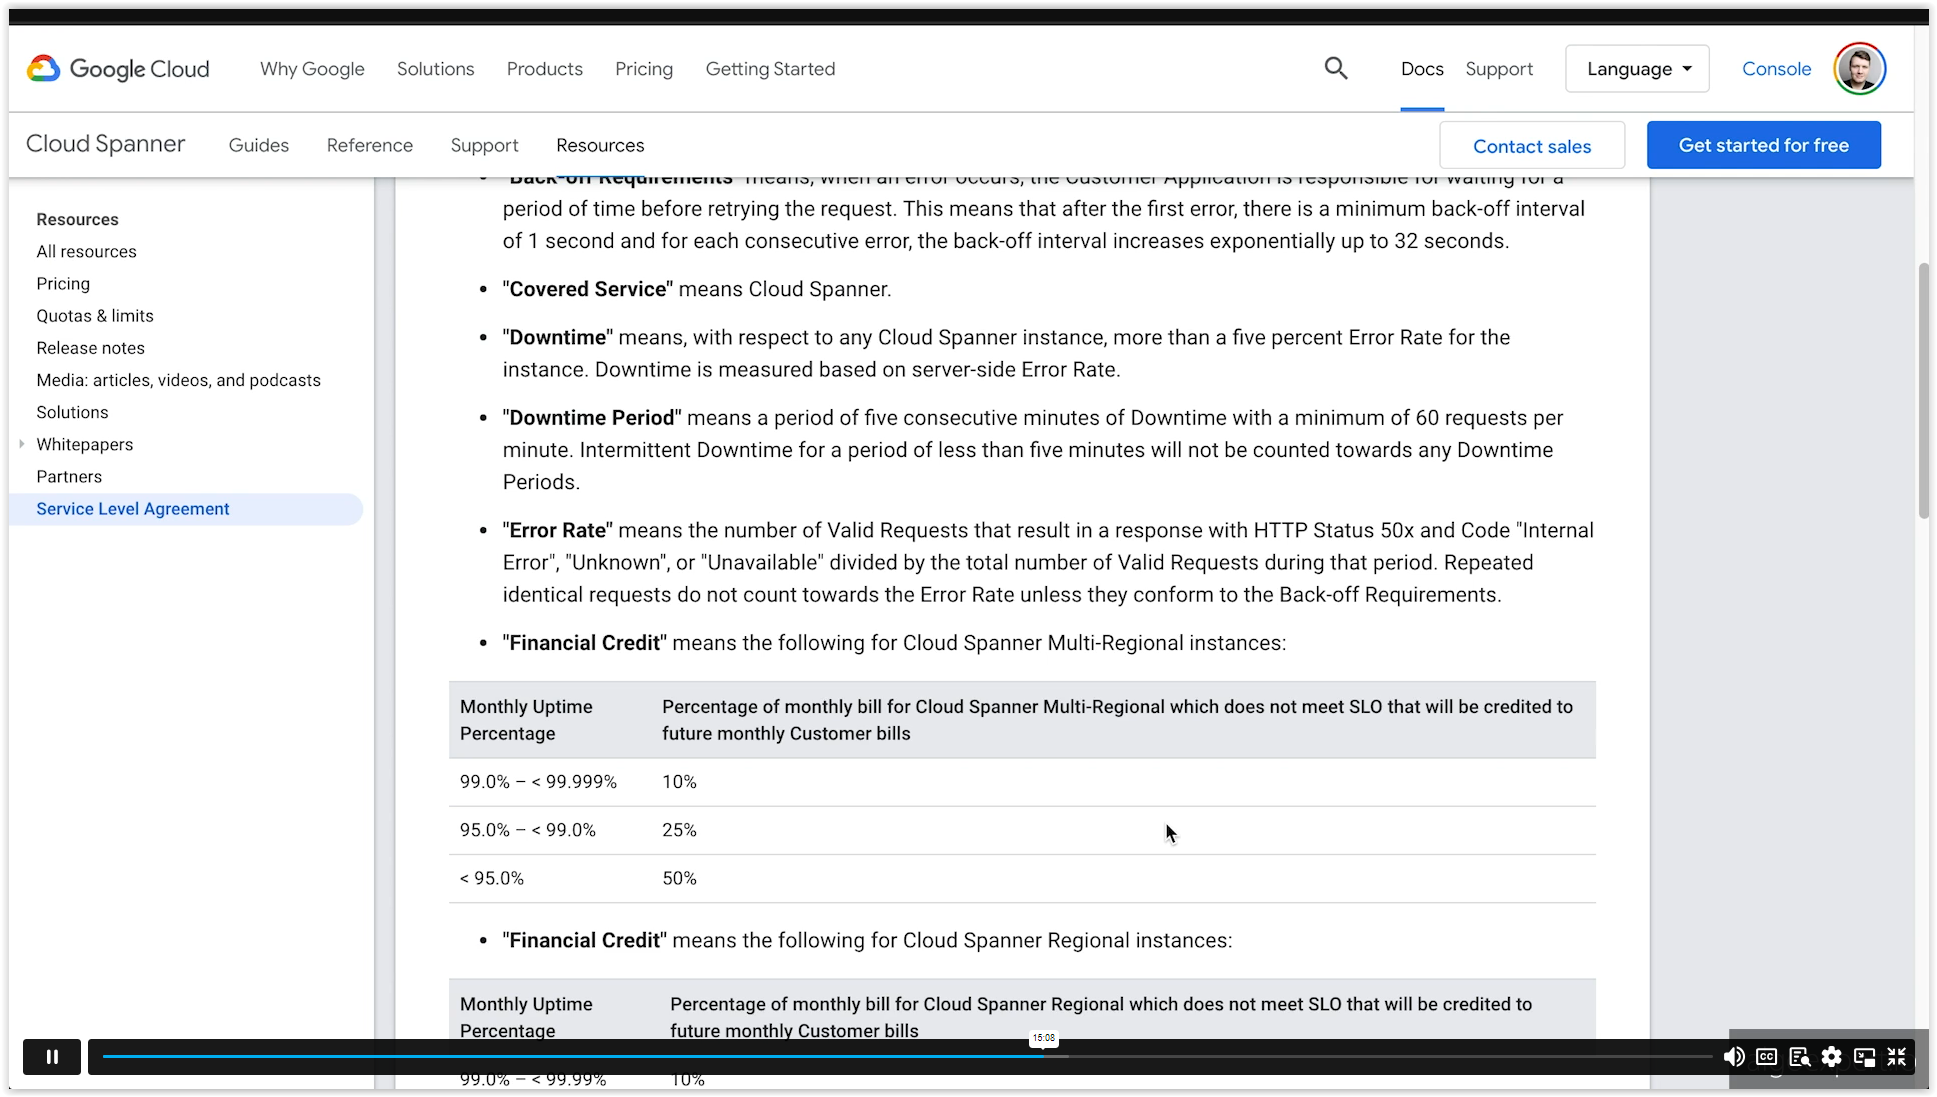 Google Cloud
Why Google
Solutions
Products
Pricing
Getting Started
Docs
Support
Language
Console
Cloud Spanner
Guides
Reference
Support
Resources
Contact sales
Get started for free
Resources
All resources
Pricing
Quotas & limits
Release notes
Media: articles, videos, and podcasts
Solutions
Whitepapers
Partners
Service Level Agreement
• "Back-off Requirements" means, when an error occurs, the Customer Application is responsible for waiting for a
period of time before retrying the request. This means that after the first error, there is a minimum back-off interval
of 1 second and for each consecutive error, the back-off interval increases exponentially up to 32 seconds.
• "Covered Service" means Cloud Spanner.
• "Downtime" means, with respect to any Cloud Spanner instance, more than a five percent Error Rate for the
instance. Downtime is measured based on server-side Error Rate.
• "Downtime Period" means a period of five consecutive minutes of Downtime with a minimum of 60 requests per
minute. Intermittent Downtime for a period of less than five minutes will not be counted towards any Downtime
Periods.
• "Error Rate" means the number of Valid Requests that result in a response with HTTP Status 50x and Code "Internal
Error", "Unknown", or "Unavailable" divided by the total number of Valid Requests during that period. Repeated
identical requests do not count towards the Error Rate unless they conform to the Back-off Requirements.
• "Financial Credit" means the following for Cloud Spanner Multi-Regional instances:
Monthly Uptime
Percentage
Percentage of monthly bill for Cloud Spanner Multi-Regional which does not meet SLO that will be credited to
future monthly Customer bills
99.0% – < 99.999% 10%
95.0% – < 99.0% 25%
< 95.0% 50%
• "Financial Credit" means the following for Cloud Spanner Regional instances:
Monthly Uptime
Percentage
Percentage of monthly bill for Cloud Spanner Regional which does not meet SLO that will be credited to
future monthly Customer bills
15:08
CC
99.0% – < 99.99% 10%